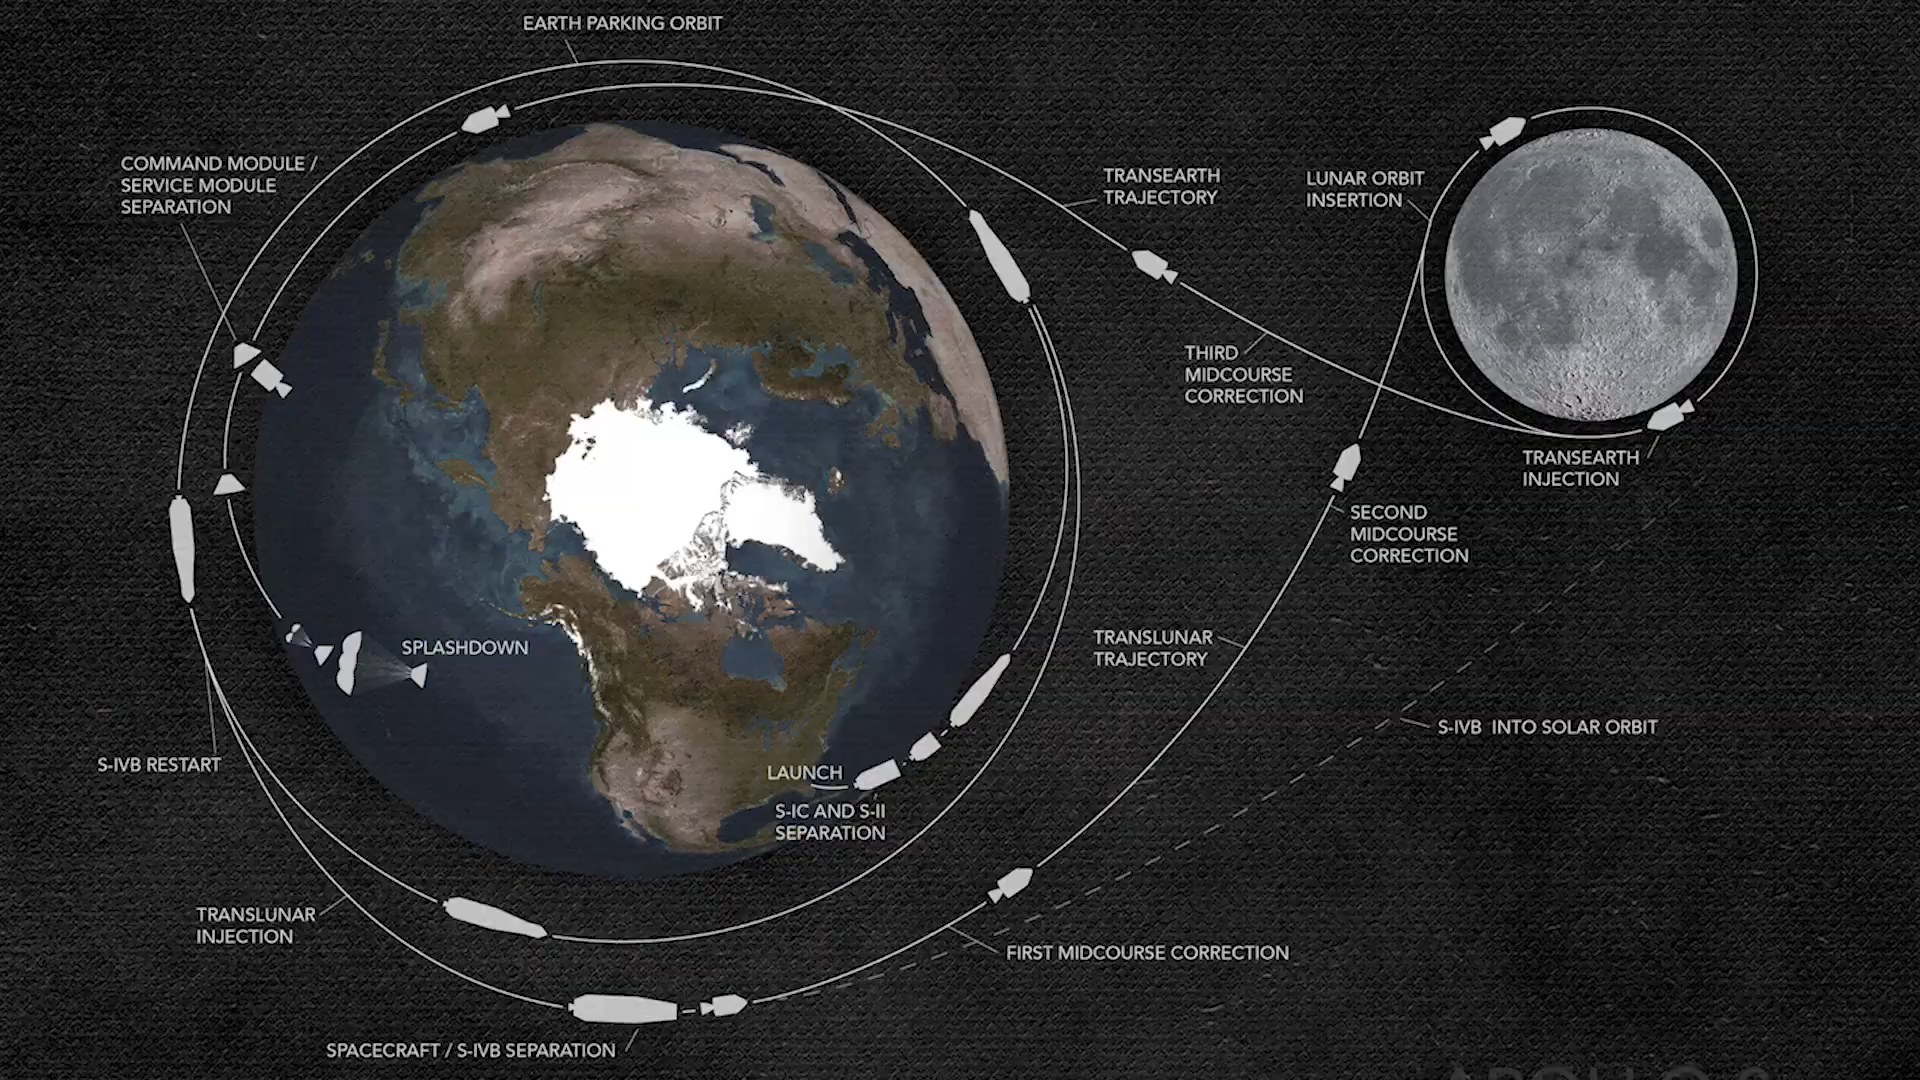 EARTH PARKING ORBIT
COMMAND MODULE /
SERVICE MODULE
SEPARATION
TRANSEARTH
TRAJECTORY
LUNAR ORBIT
INSERTION
THIRD
MIDCOURSE
CORRECTION
TRANSEARTH
INJECTION
SECOND
MIDCOURSE
CORRECTION
TRANSLUNAR
TRAJECTORY
SPLASHDOWN
S-IVB INTO SOLAR ORBIT
S-IVB RESTART
LAUNCH
S-IC AND S-II
SEPARATION
TRANSLUNAR
INJECTION
FIRST MIDCOURSE CORRECTION
SPACECRAFT / S-IVB SEPARATION